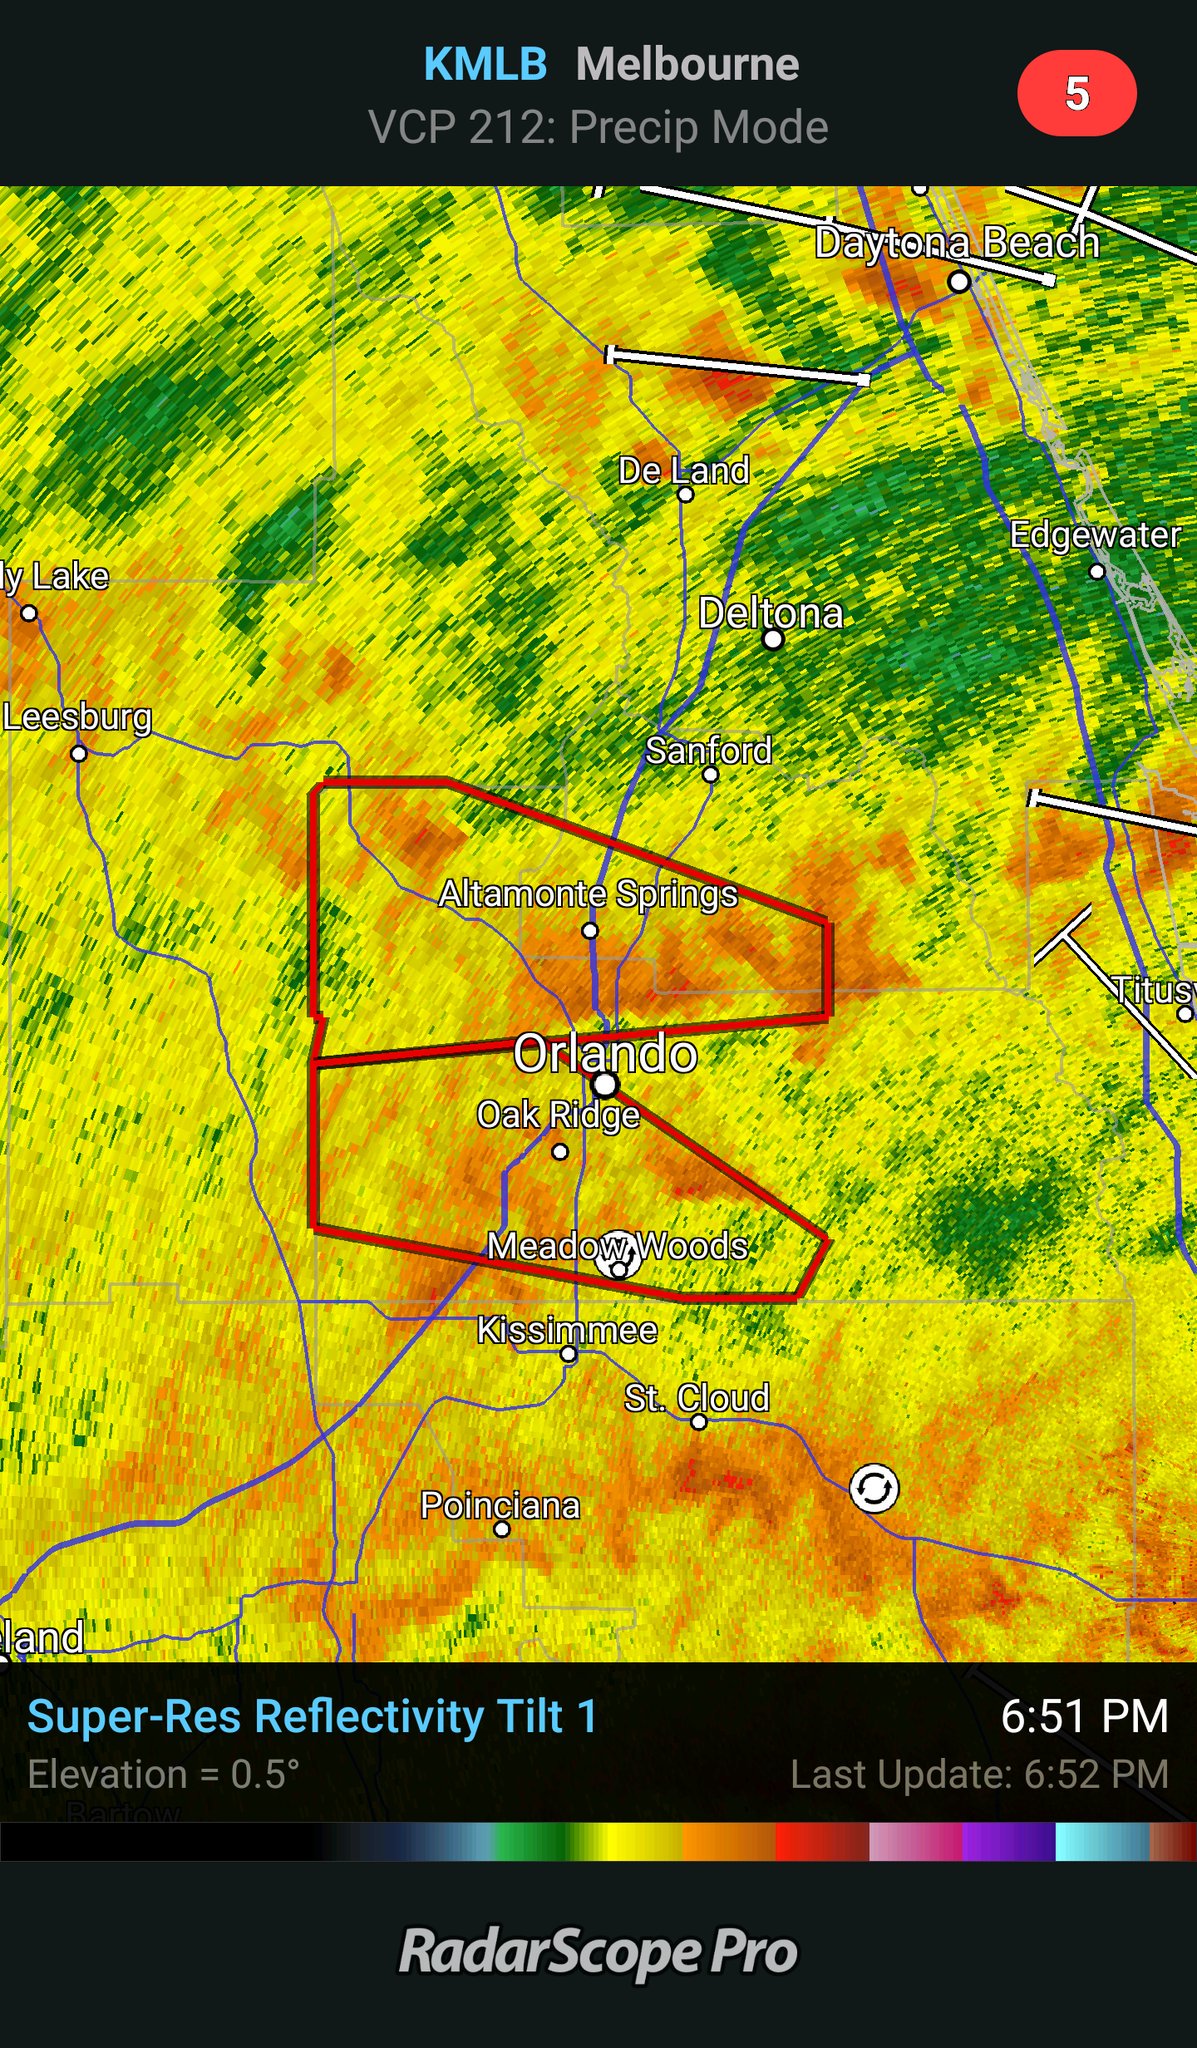 KMLB Melbourne
5
VCP 212: Precip Mode
Daytona Beach
De Land
Edgewater
ly Lake
Deltona
Leesburg
Sanford
Altamonte Springs
Titusv
Orlando
Oak Ridge
Meadow Woods
Kissimmee
St. Cloud
Poinciana
eland
Super-Res Reflectivity Tilt 1
6:51 PM
Elevation = 0.5°
Last Update: 6:52 PM
Bartow
RadarScope Pro